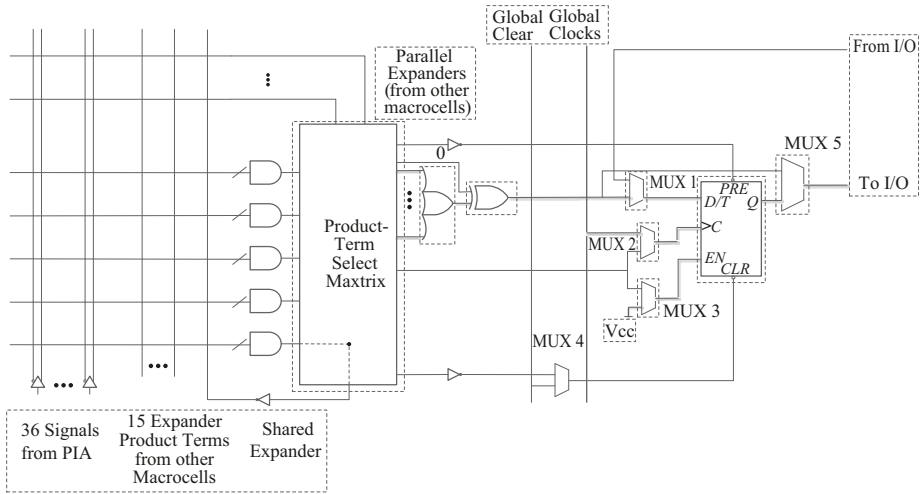 Global Clear
Global Clocks
Parallel
Expanders
(from other
macrocells)
From I/O
0
MUX 5
MUX 1
PRE
D/T
Q
To I/O
Product-
Term
Select
Maxtrix
MUX 2
C
EN
CLR
MUX 3
Vcc
MUX 4
•••
36 Signals
from PIA
15 Expander
Product Terms
from other
Macrocells
Shared
Expander